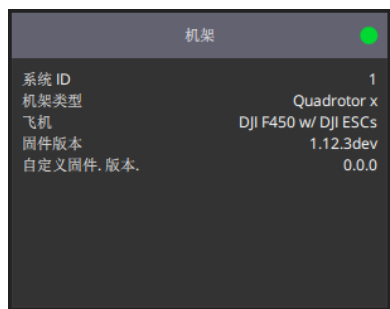 机架
系统 ID 1
机架类型 Quadrotor x
飞机 DJI F450 w/ DJI ESCs
固件版本 1.12.3dev
自定义固件. 版本. 0.0.0